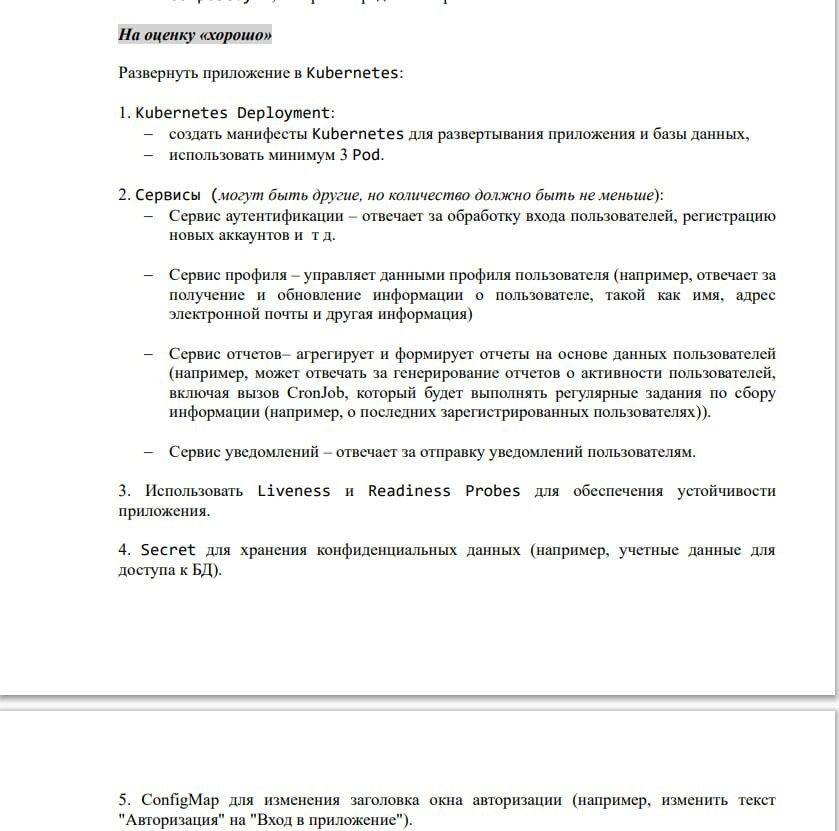 На оценку «хорошо»
Развернуть приложение в Kubernetes:
1. Kubernetes Deployment:
– создать манифесты Kubernetes для развертывания приложения и базы данных,
– использовать минимум 3 Pod.
2. Сервисы (могут быть другие, но количество должно быть не меньше):
– Сервис аутентификации – отвечает за обработку входа пользователей, регистрацию
новых аккаунтов и т д.
– Сервис профиля – управляет данными профиля пользователя (например, отвечает за
получение и обновление информации о пользователе, такой как имя, адрес
электронной почты и другая информация)
– Сервис отчетов– агрегирует и формирует отчеты на основе данных пользователей
(например, может отвечать за генерирование отчетов о активности пользователей,
включая вызов CronJob, который будет выполнять регулярные задания по сбору
информации (например, о последних зарегистрированных пользователях)).
– Сервис уведомлений – отвечает за отправку уведомлений пользователям.
3. Использовать Liveness и Readiness Probes для обеспечения устойчивости
приложения.
4. Secret для хранения конфиденциальных данных (например, учетные данные для
доступа к БД).
5. ConfigMap для изменения заголовка окна авторизации (например, изменить текст
"Авторизация" на "Вход в приложение").